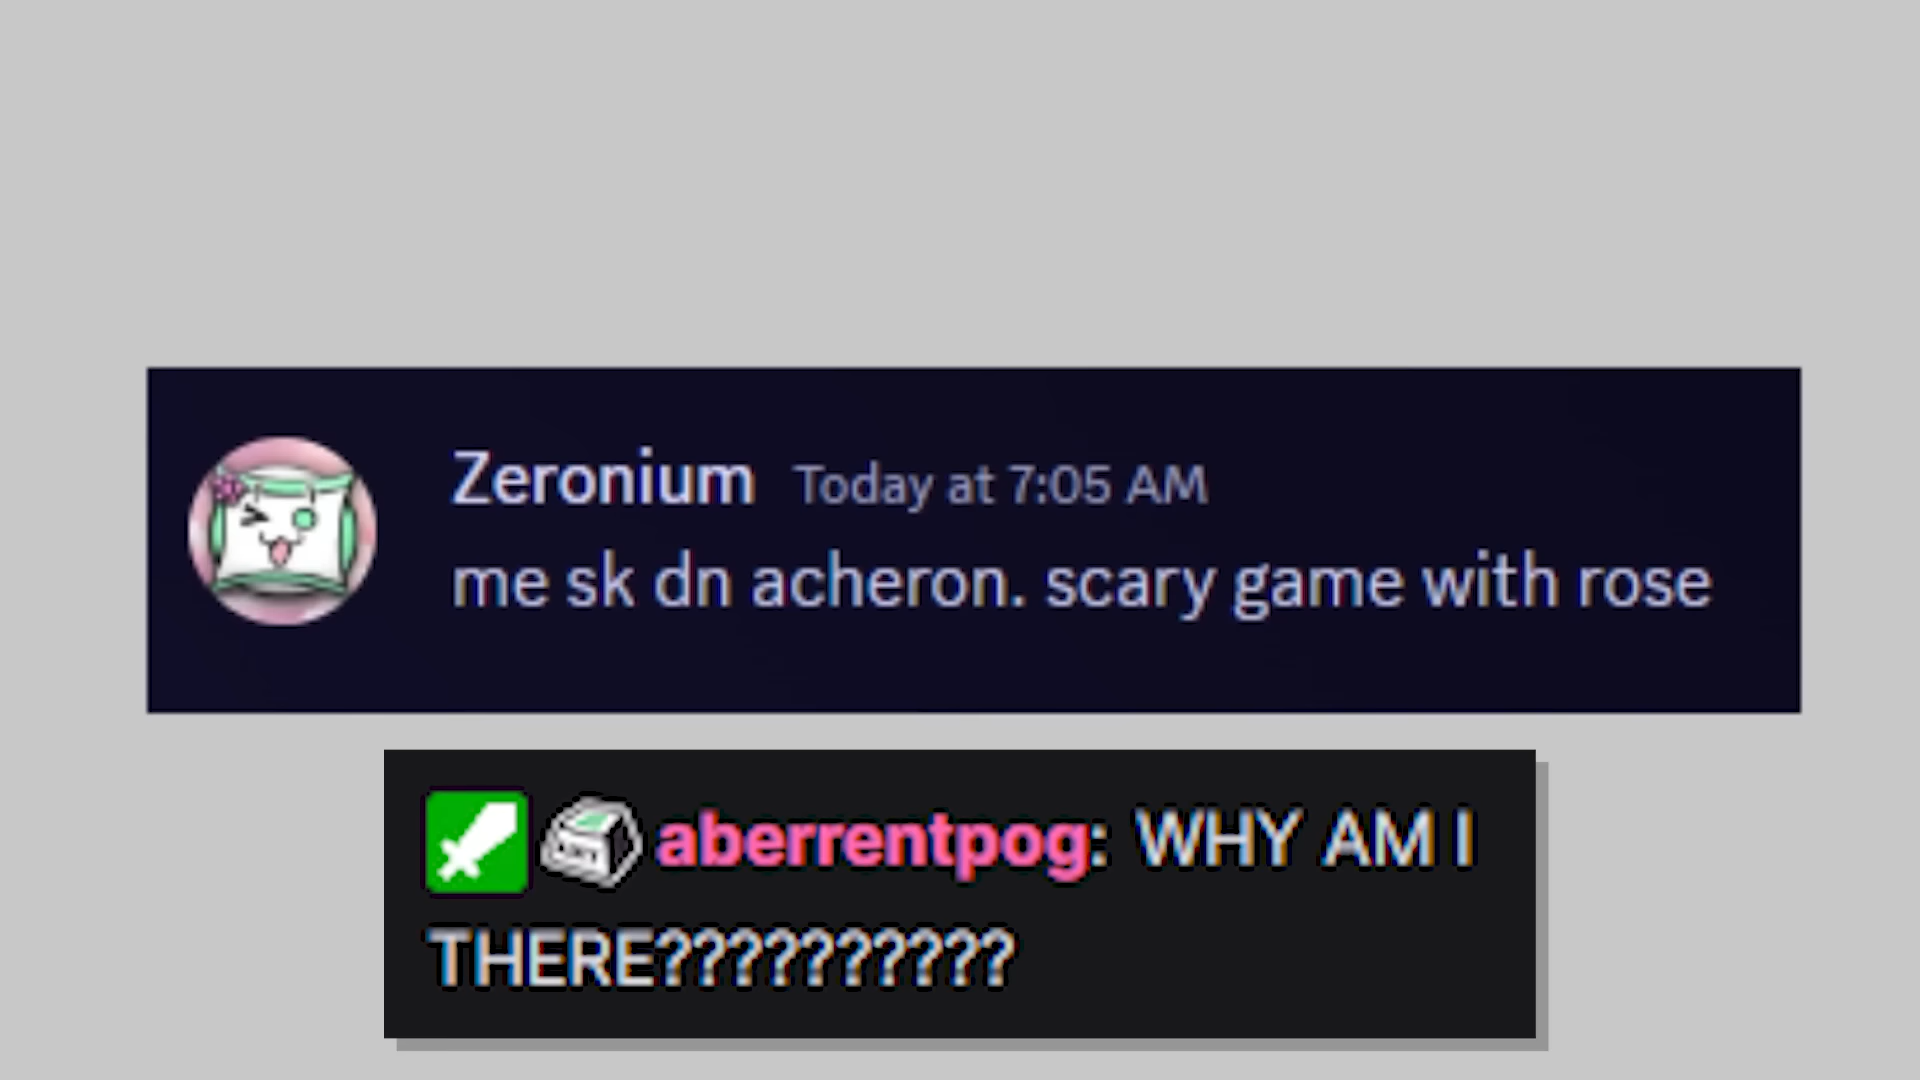 Zeronium Today at 7:05 AM
me sk dn acheron. scary game with rose
aberrentpog: WHY AM I
THERE??????????